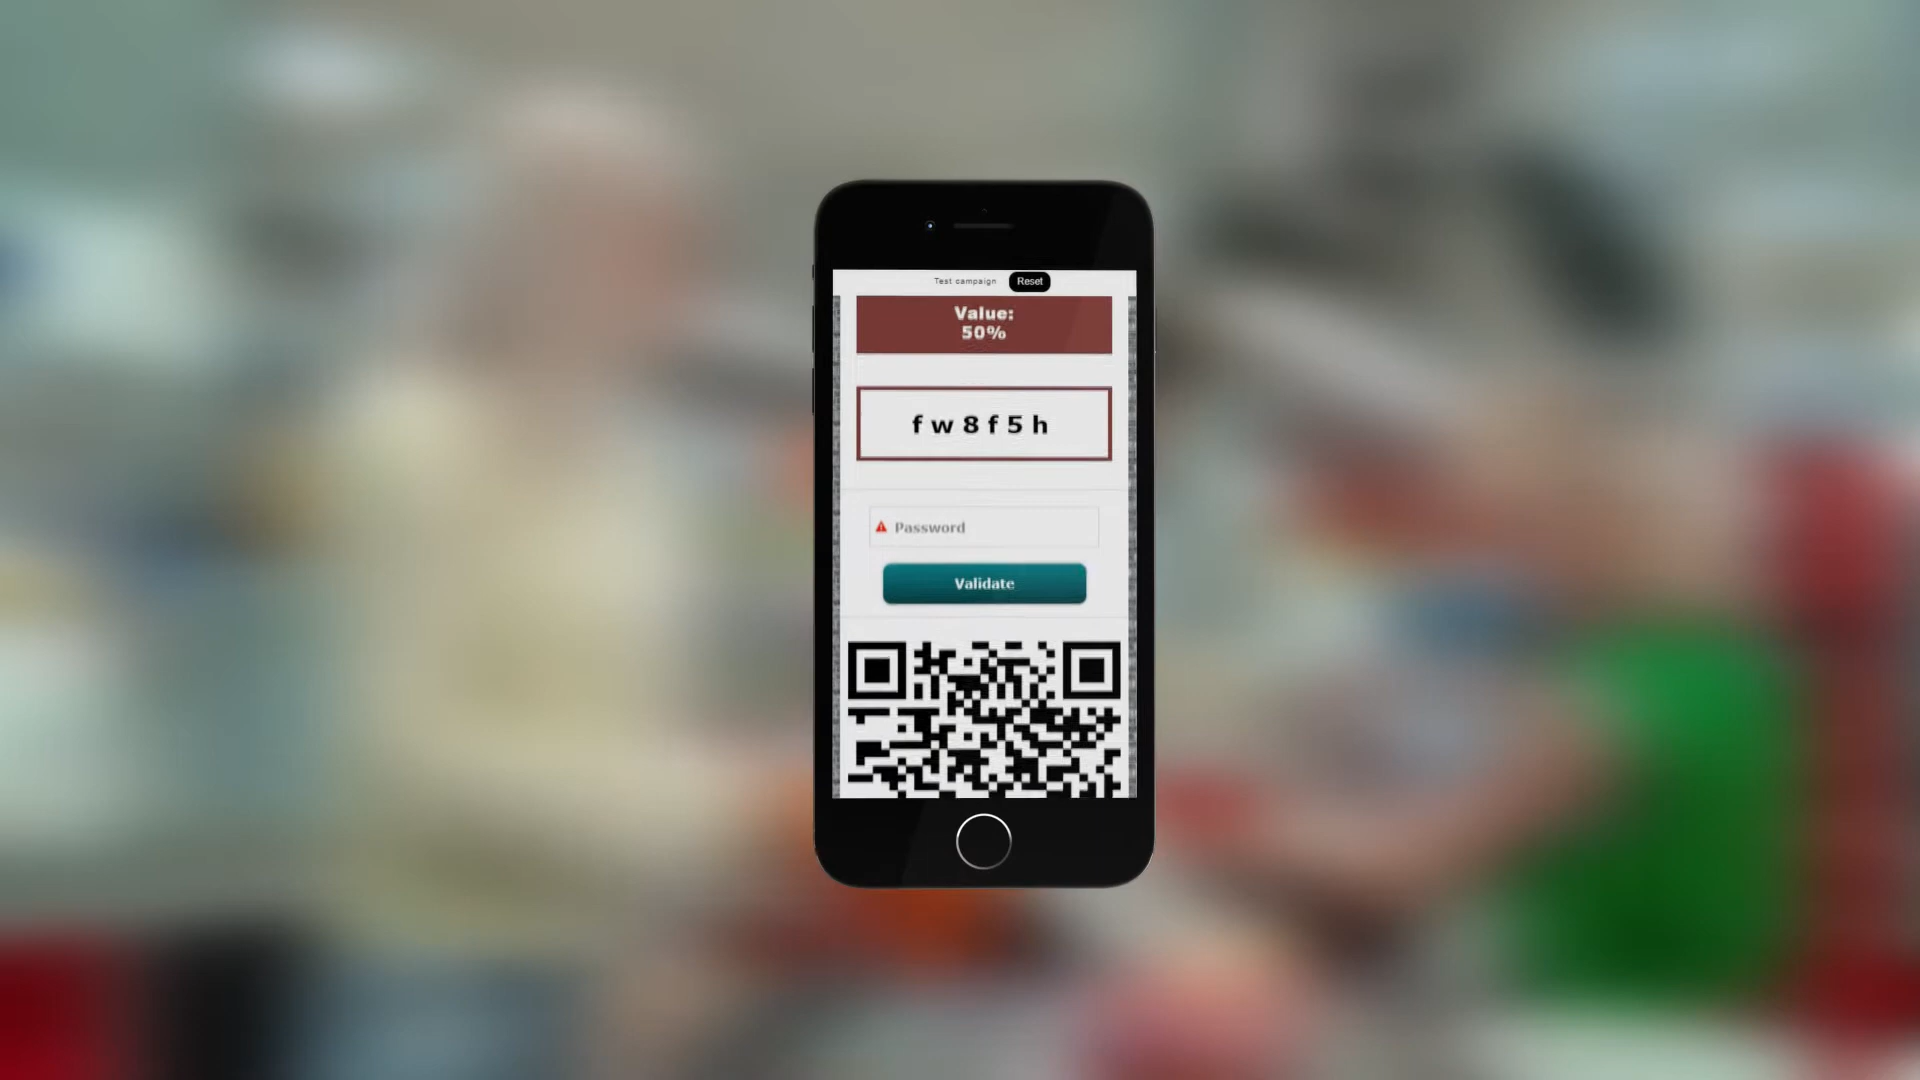 Test campaign Reset
Value:
50%
fw8f5h
Password
Validate